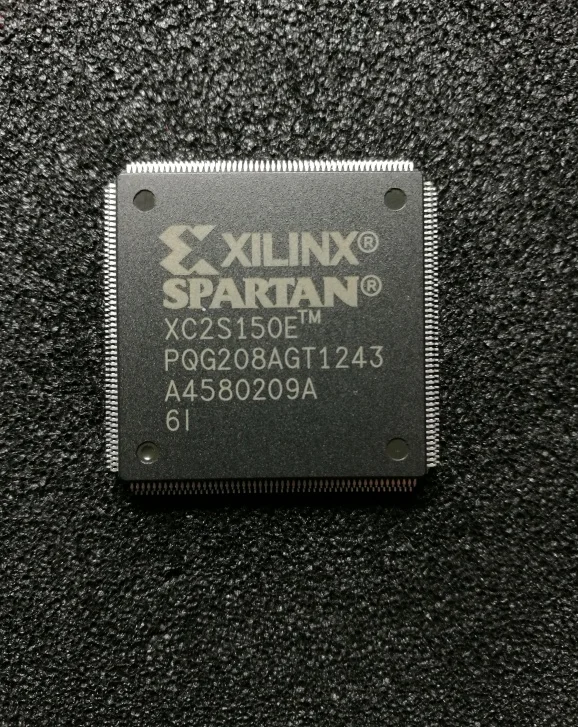 XILINX®
SPARTAN®
XC2S150E™
PQG208AGT1243
A4580209A
6I